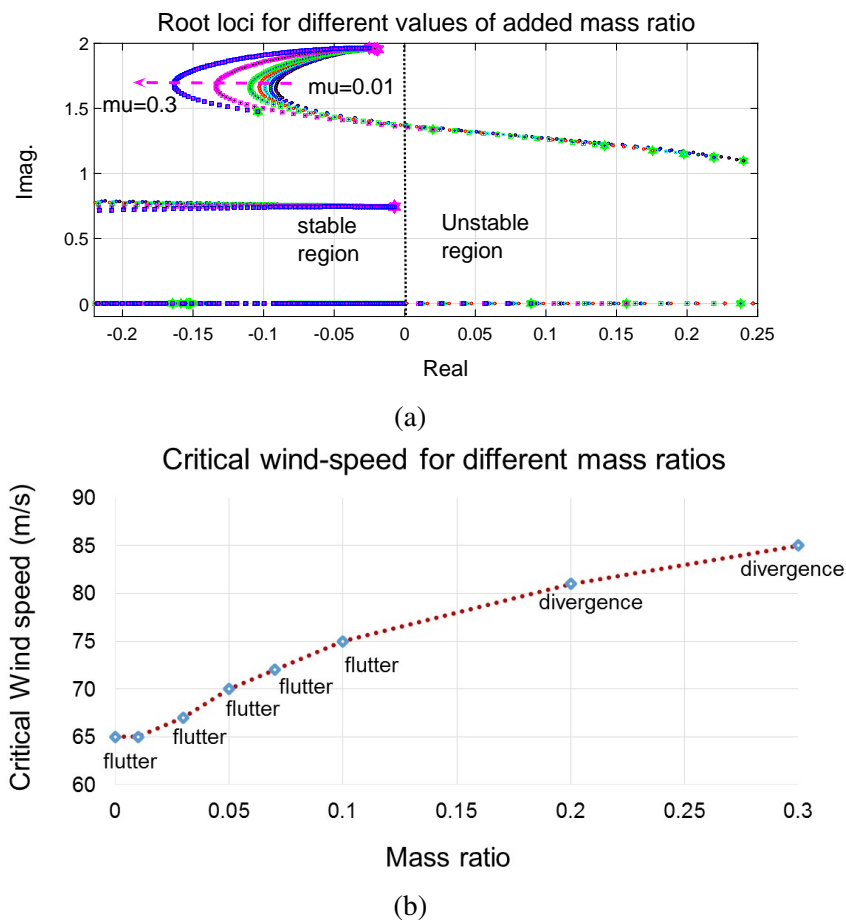 Root loci for different values of added mass ratio
2
1.5
1
0.5
0
Imag.
mu=0.3
mu=0.01
stable
region
Unstable
region
-0.2 -0.15 -0.1 -0.05 0 0.05 0.1 0.15 0.2 0.25
Real
(a)
Critical wind-speed for different mass ratios
Critical Wind speed (m/s)
90
85
80
75
70
65
60
flutter
flutter
flutter
flutter
flutter
divergence
divergence
0 0.05 0.1 0.15 0.2 0.25 0.3
Mass ratio
(b)